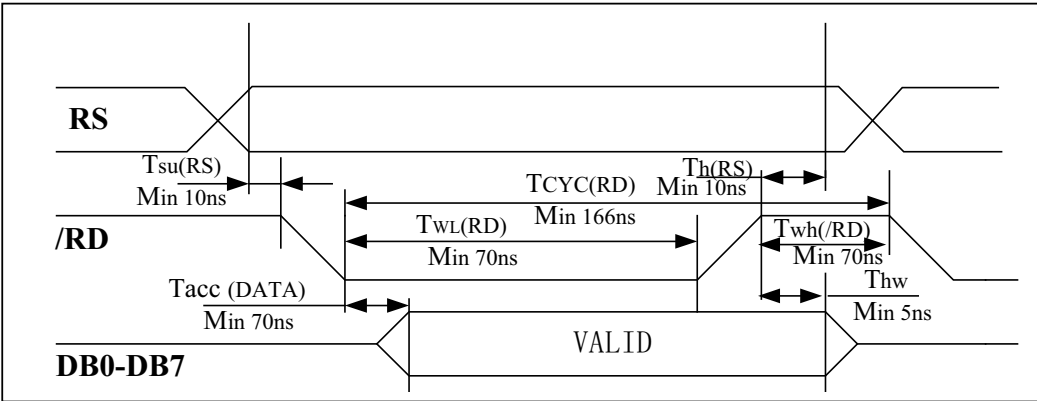 RS
Tsu(RS)
Min 10ns
Th(RS)
Min 10ns
TCYC(RD)
Min 166ns
/RD
TWL(RD)
Min 70ns
Twh(/RD)
Min 70ns
Tacc (DATA)
Min 70ns
Thw
Min 5ns
VALID
DB0-DB7